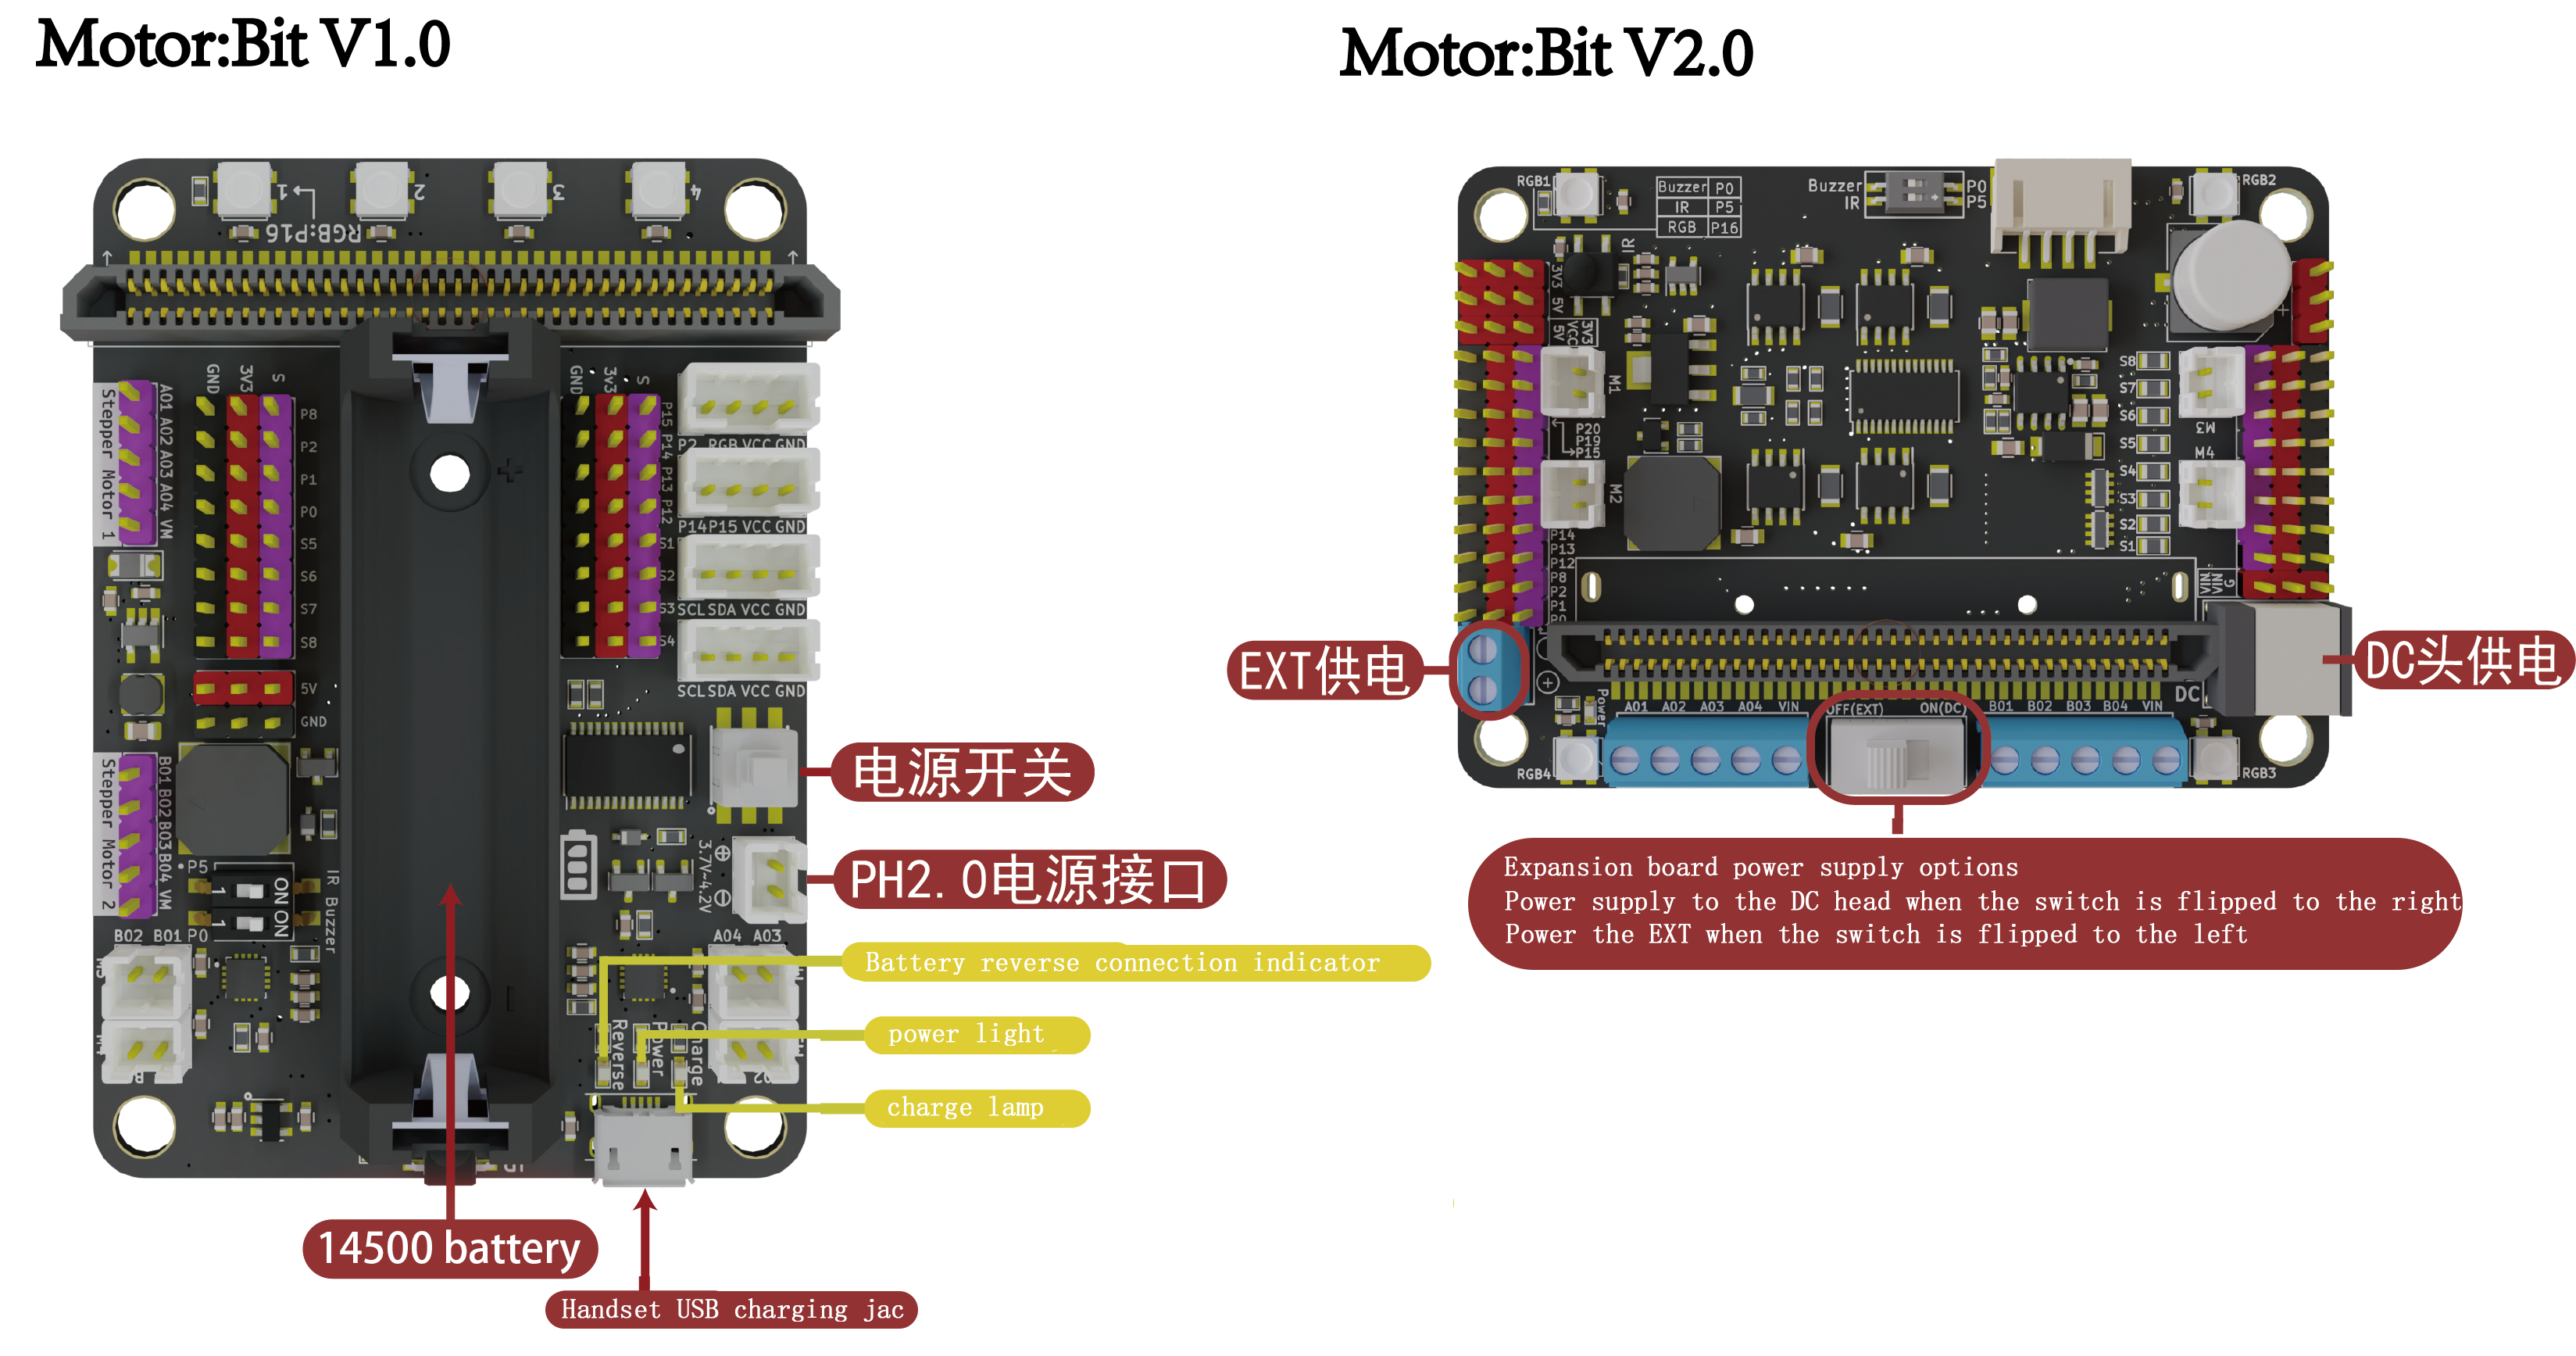 Motor:Bit V1.0
1
2
3
4
RGB:P16
GND
3V3
S
P8
P2
P1
P0
S5
S6
S7
S8
5V
GND
A01 A02 A03 A04 VM
Stepper Motor 1
B01 B02 B03 B04 VM
Stepper Motor 2
GND
3V3
S
P15
P14
P13
P12
S1
S2
S3
S4
P2 RGB VCC GND
P14 P15 VCC GND
SCL SDA VCC GND
SCL SDA VCC GND
P5
P0
ON
ON
1
1
IR Buzzer
B02 B01
A04 A03
3.7V~4.2V
Reverse
Power
Charge
电源开关
PH2.0电源接口
Battery reverse connection indicator
power light
charge lamp
14500 battery
Handset USB charging jac
Motor:Bit V2.0
RGB1
Buzzer P0
IR P5
RGB P16
Buzzer
IR
P0
P5
RGB2
IR
3V3
5V
3V3
VCC
5V
M1
P20
P19
P15
M2
P14
P13
P12
P8
P2
P1
S8
S7
S6
S5
S4
S3
S2
S1
M3
M4
VIN
VIN
G
EXT供电
DC头供电
DC
Power
A01 A02 A03 A04 VIN
OFF(EXT) ON(DC)
B01 B02 B03 B04 VIN
RGB4
RGB3
Expansion board power supply options
Power supply to the DC head when the switch is flipped to the right
Power the EXT when the switch is flipped to the left